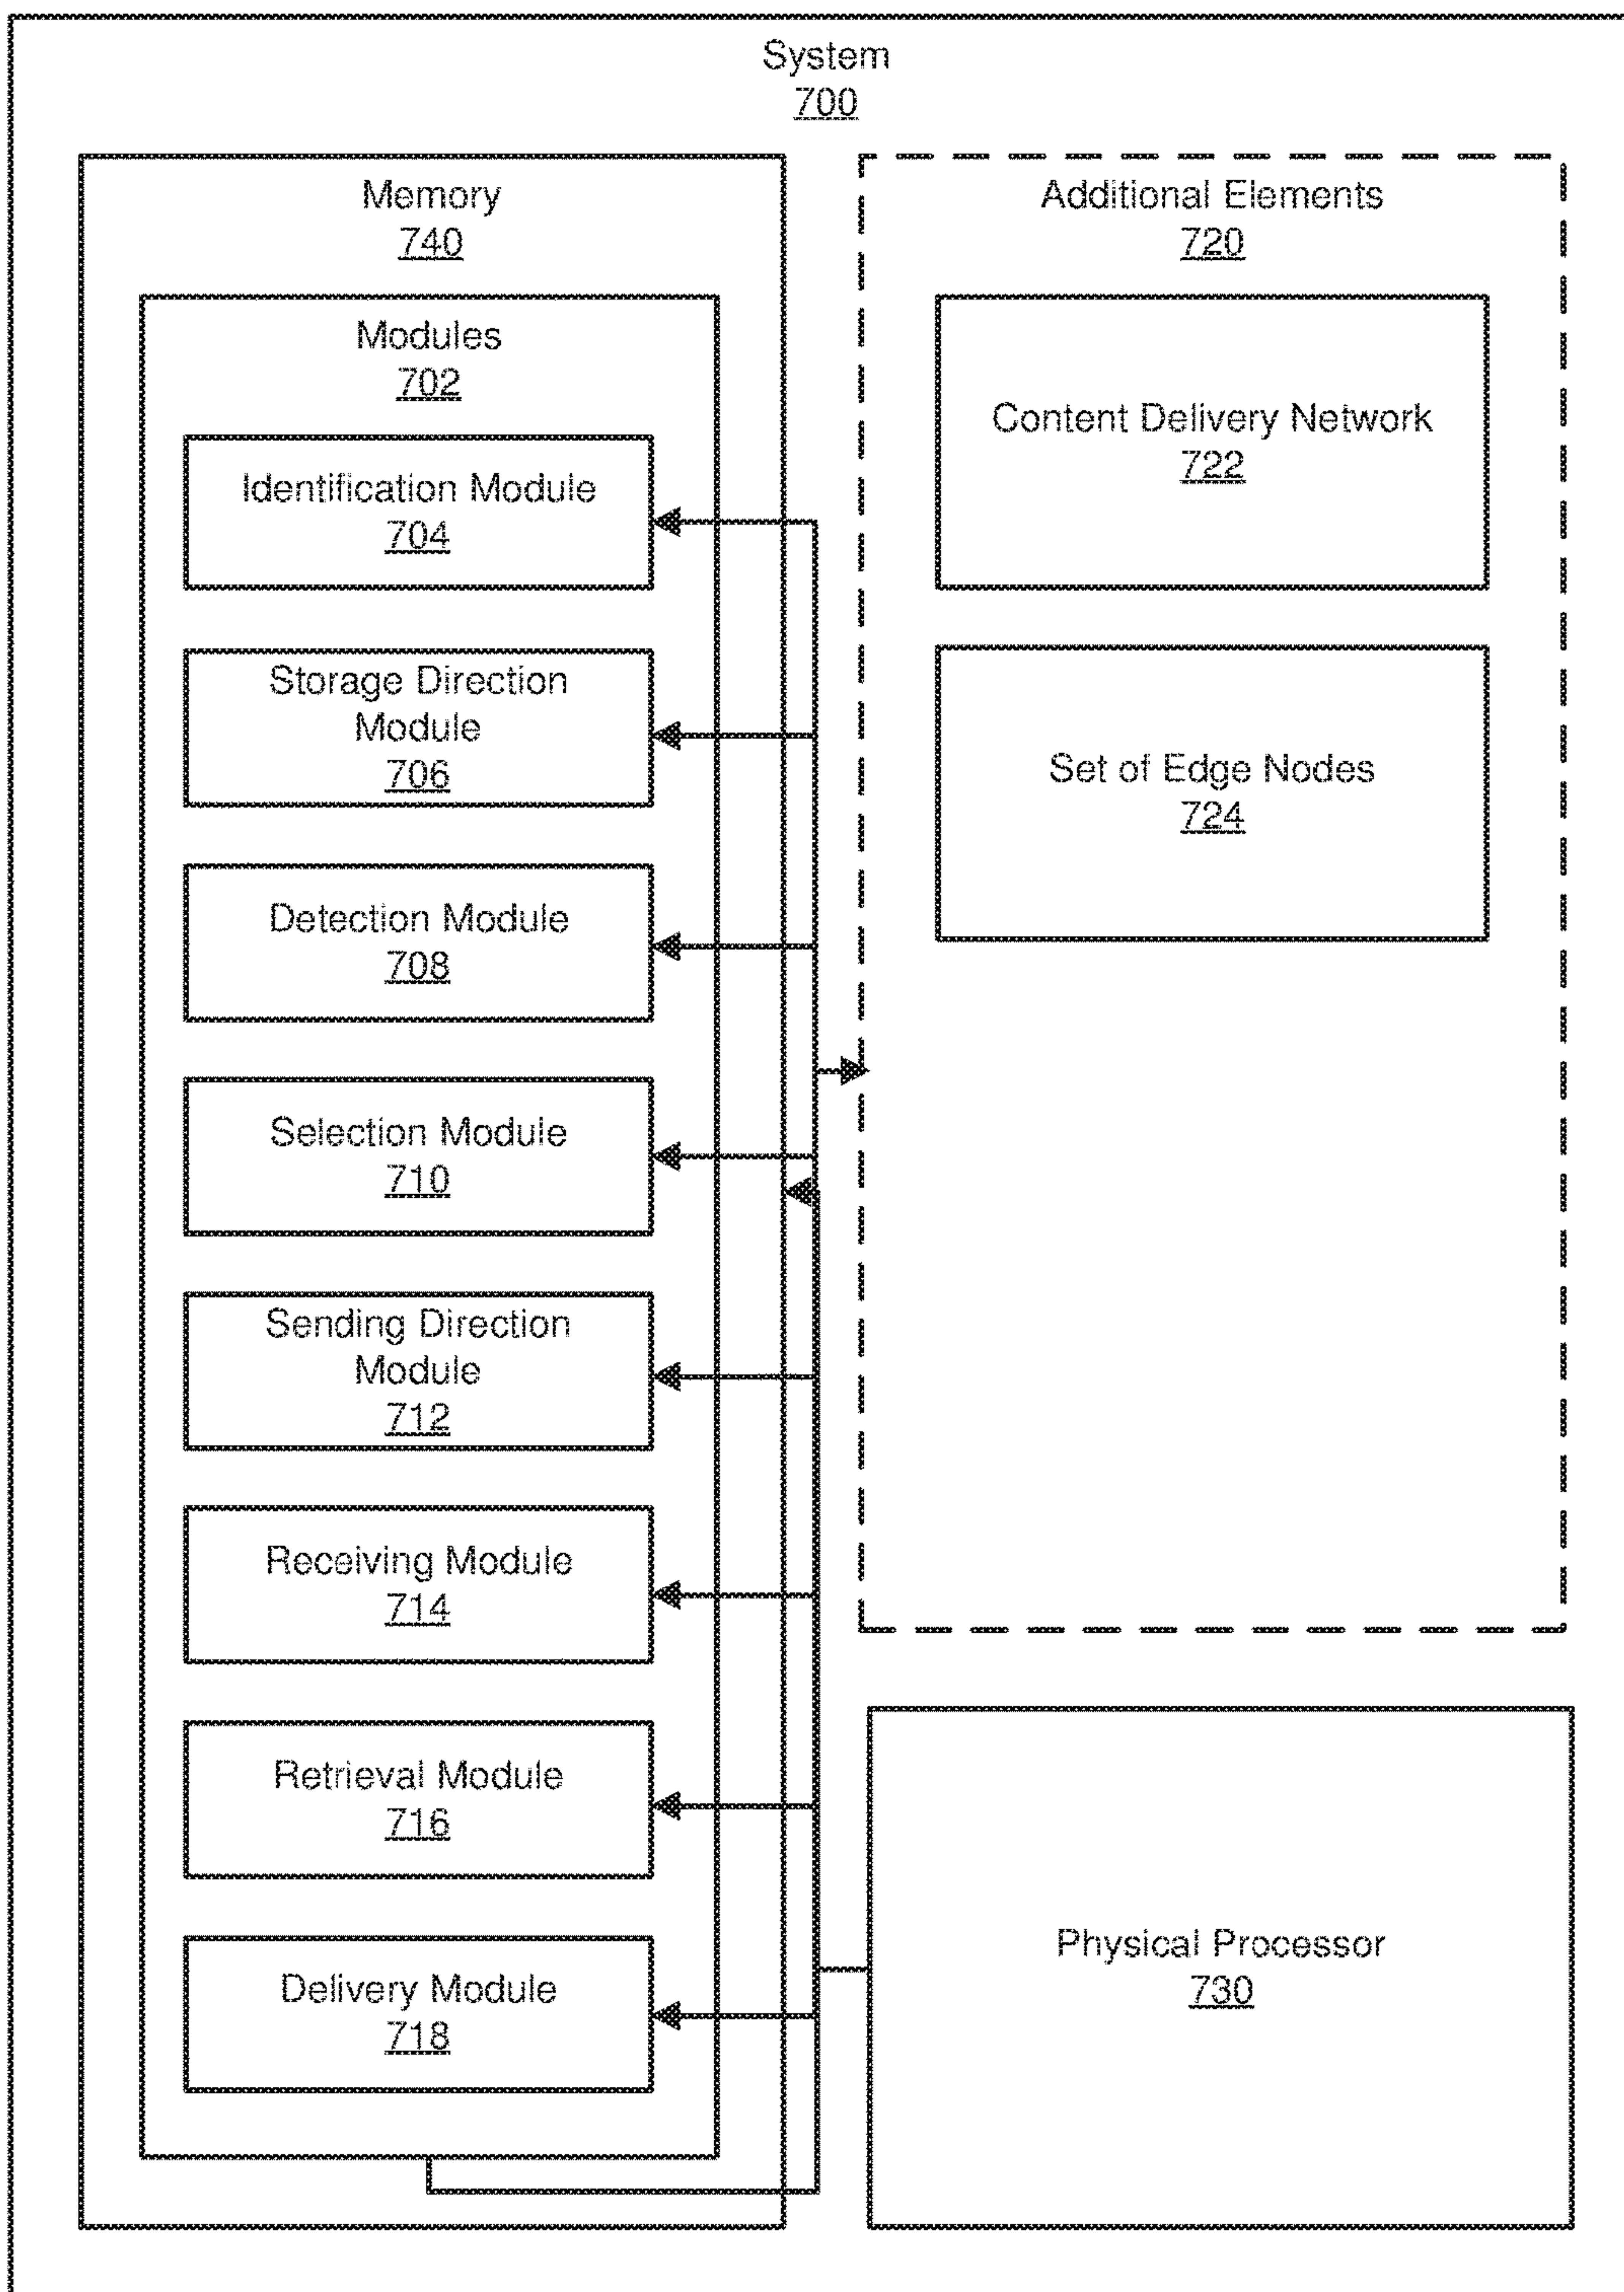 System
700
Memory
740
Modules
702
Identification Module
704
Storage Direction
Module
706
Detection Module
708
Selection Module
710
Sending Direction
Module
712
Receiving Module
714
Retrieval Module
716
Delivery Module
718
Additional Elements
720
Content Delivery Network
722
Set of Edge Nodes
724
Physical Processor
730